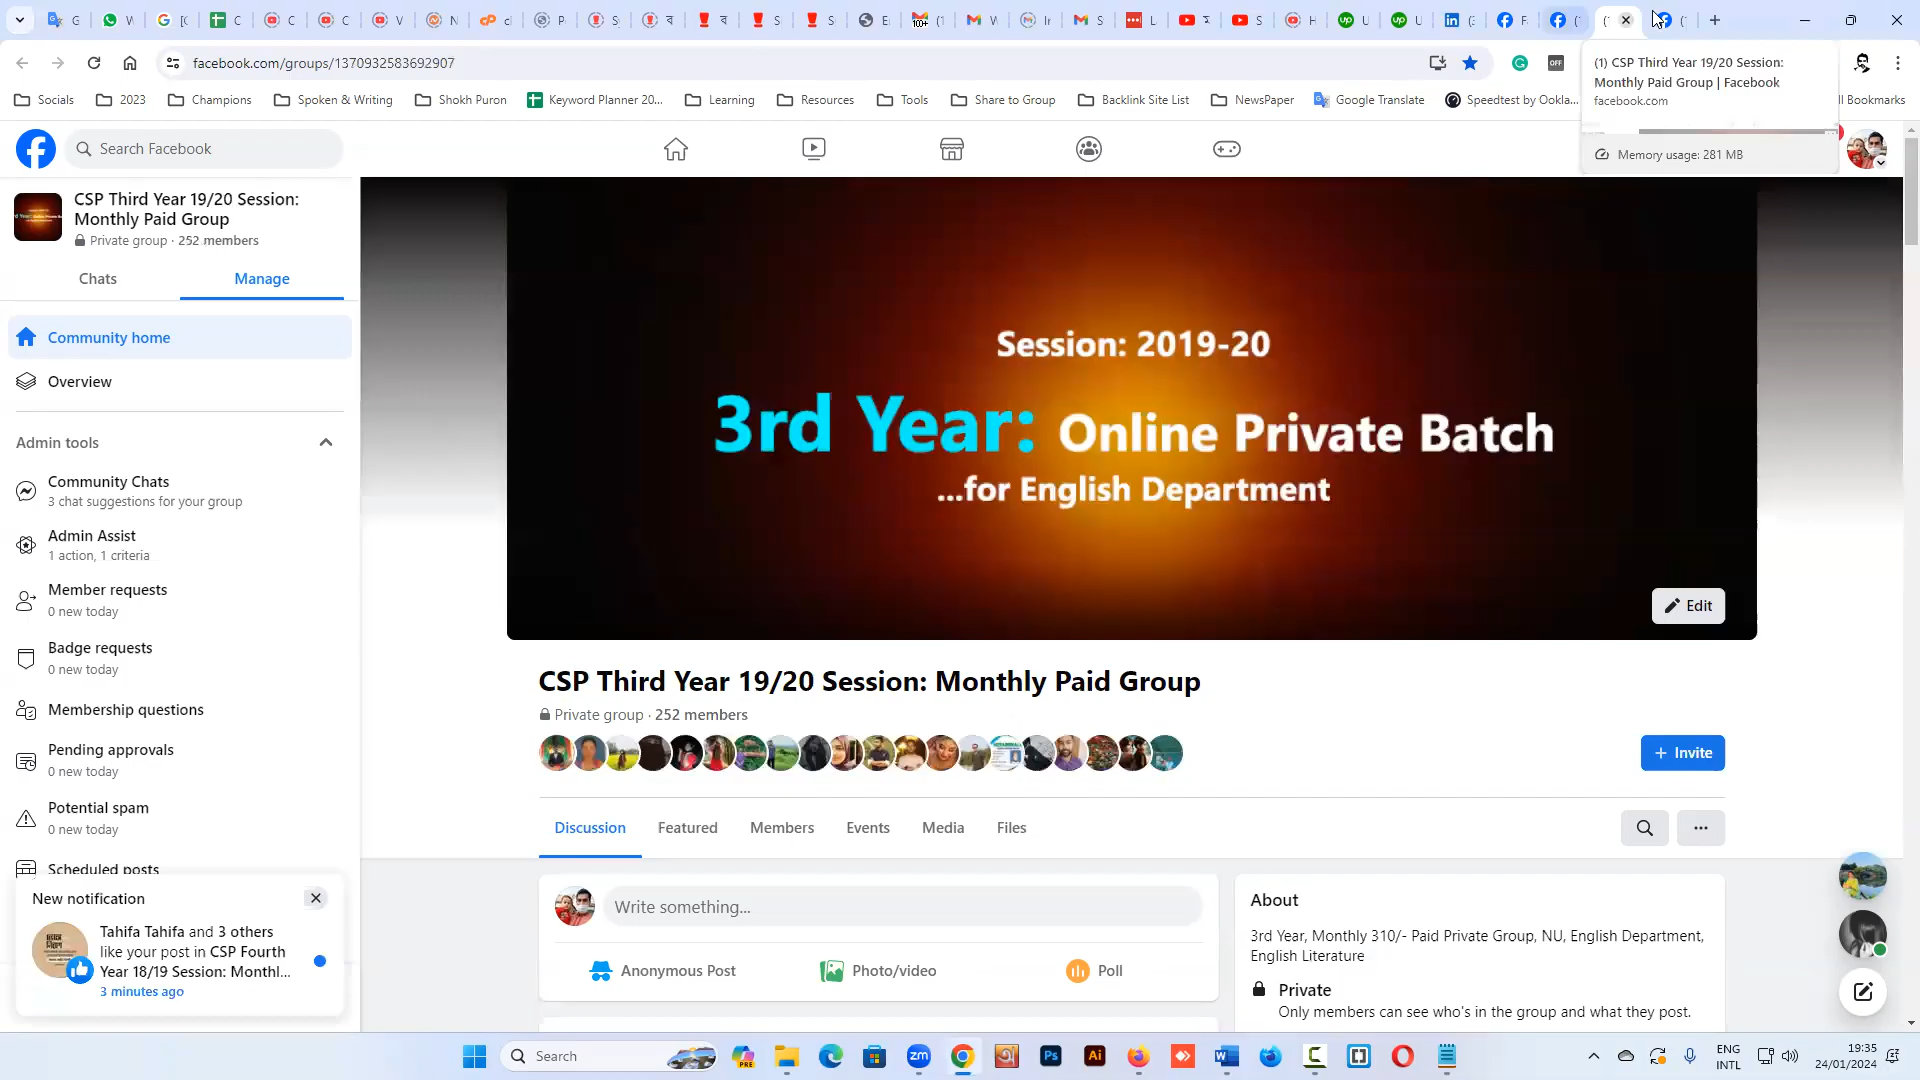 facebook.com/groups/1370932583692907
(1) CSP Third Year 19/20 Session:
Monthly Paid Group | Facebook
facebook.com
Memory usage: 281 MB
Socials
2023
Champions
Spoken & Writing
Shokh Puron
Keyword Planner 20...
Learning
Resources
Tools
Share to Group
Backlink Site List
NewsPaper
Google Translate
Speedtest by Ookla...
ll Bookmarks
Search Facebook
CSP Third Year 19/20 Session:
Monthly Paid Group
Private group · 252 members
Chats
Manage
Community home
Overview
Admin tools
Community Chats
3 chat suggestions for your group
Admin Assist
1 action, 1 criteria
Member requests
0 new today
Badge requests
0 new today
Membership questions
Pending approvals
0 new today
Potential spam
0 new today
Scheduled posts
New notification
Tahifa Tahifa and 3 others
like your post in CSP Fourth
Year 18/19 Session: Monthl...
3 minutes ago
Session: 2019-20
3rd Year: Online Private Batch
...for English Department
Edit
CSP Third Year 19/20 Session: Monthly Paid Group
Private group · 252 members
+ Invite
Discussion
Featured
Members
Events
Media
Files
Write something...
Anonymous Post
Photo/video
Poll
About
3rd Year, Monthly 310/- Paid Private Group, NU, English Department,
English Literature
Private
Only members can see who's in the group and what they post.
Search
ENG
INTL
19:35
24/01/2024